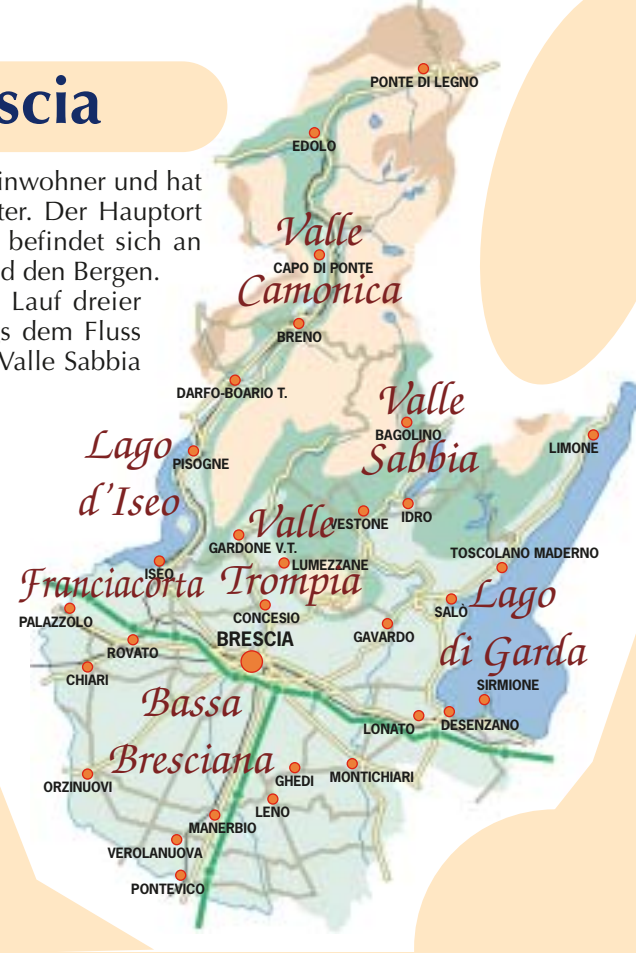 scia
inwohner und hat
ter. Der Hauptort
befindet sich an
d den Bergen.
Lauf dreier
s dem Fluss
Valle Sabbia
PONTE DI LEGNO
EDOLO
Valle
CAPO DI PONTE
Camonica
BRENO
DARFO-BOARIO T.
Valle
BAGOLINO
Sabbia
LIMONE
Lago
PISOGNE
d'Iseo
Valle
VESTONE
IDRO
GARDONE V.T.
LUMEZZANE
TOSCOLANO MADERNO
ISEO
Franciacorta
Trompia
Lago
PALAZZOLO
CONCESIO
SALÒ
BRESCIA
GAVARDO
ROVATO
di Garda
CHIARI
SIRMIONE
Bassa
LONATO
DESENZANO
Bresciana
GHEDI
MONTICHIARI
ORZINUOVI
LENO
MANERBIO
VEROLANUOVA
PONTEVICO